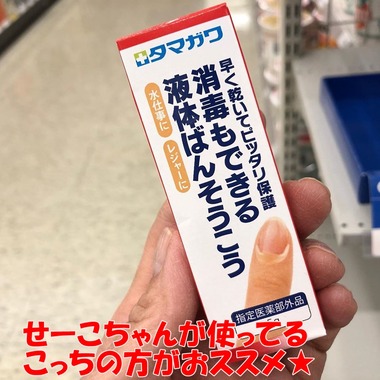 タマガワ
早く乾いてピッタリ保護
消毒もできる
液体ばんそうこう
水仕事に
レジャーに
指定医薬部外品
せーこちゃんが使ってる
こっちの方がおススメ★